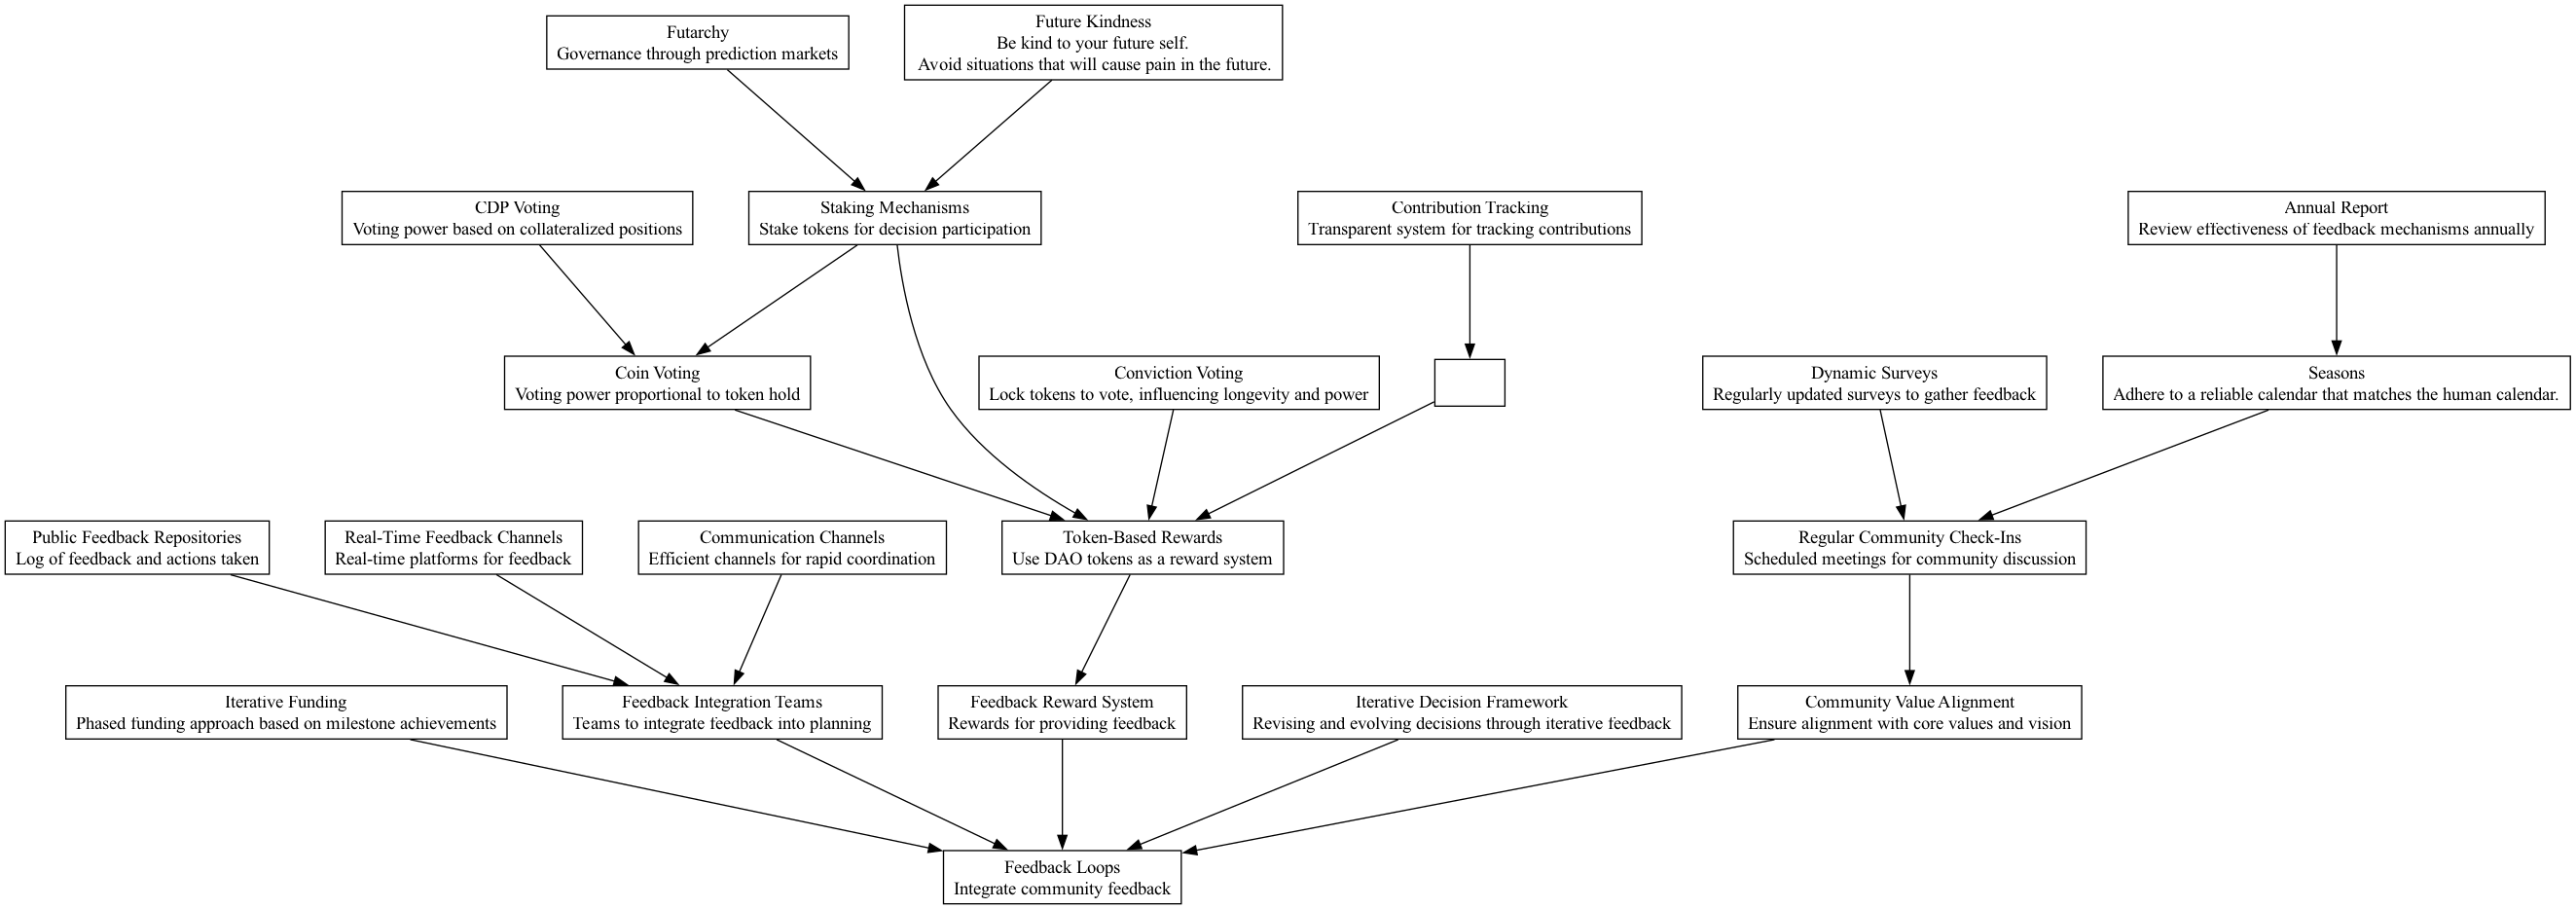 Futarchy
Governance through prediction markets
Future Kindness
Be kind to your future self.
Avoid situations that will cause pain in the future.
CDP Voting
Voting power based on collateralized positions
Staking Mechanisms
Stake tokens for decision participation
Contribution Tracking
Transparent system for tracking contributions
Annual Report
Review effectiveness of feedback mechanisms annually
Coin Voting
Voting power proportional to token hold
Conviction Voting
Lock tokens to vote, influencing longevity and power
Dynamic Surveys
Regularly updated surveys to gather feedback
Seasons
Adhere to a reliable calendar that matches the human calendar.
Public Feedback Repositories
Log of feedback and actions taken
Real-Time Feedback Channels
Real-time platforms for feedback
Communication Channels
Efficient channels for rapid coordination
Token-Based Rewards
Use DAO tokens as a reward system
Regular Community Check-Ins
Scheduled meetings for community discussion
Iterative Funding
Phased funding approach based on milestone achievements
Feedback Integration Teams
Teams to integrate feedback into planning
Feedback Reward System
Rewards for providing feedback
Iterative Decision Framework
Revising and evolving decisions through iterative feedback
Community Value Alignment
Ensure alignment with core values and vision
Feedback Loops
Integrate community feedback